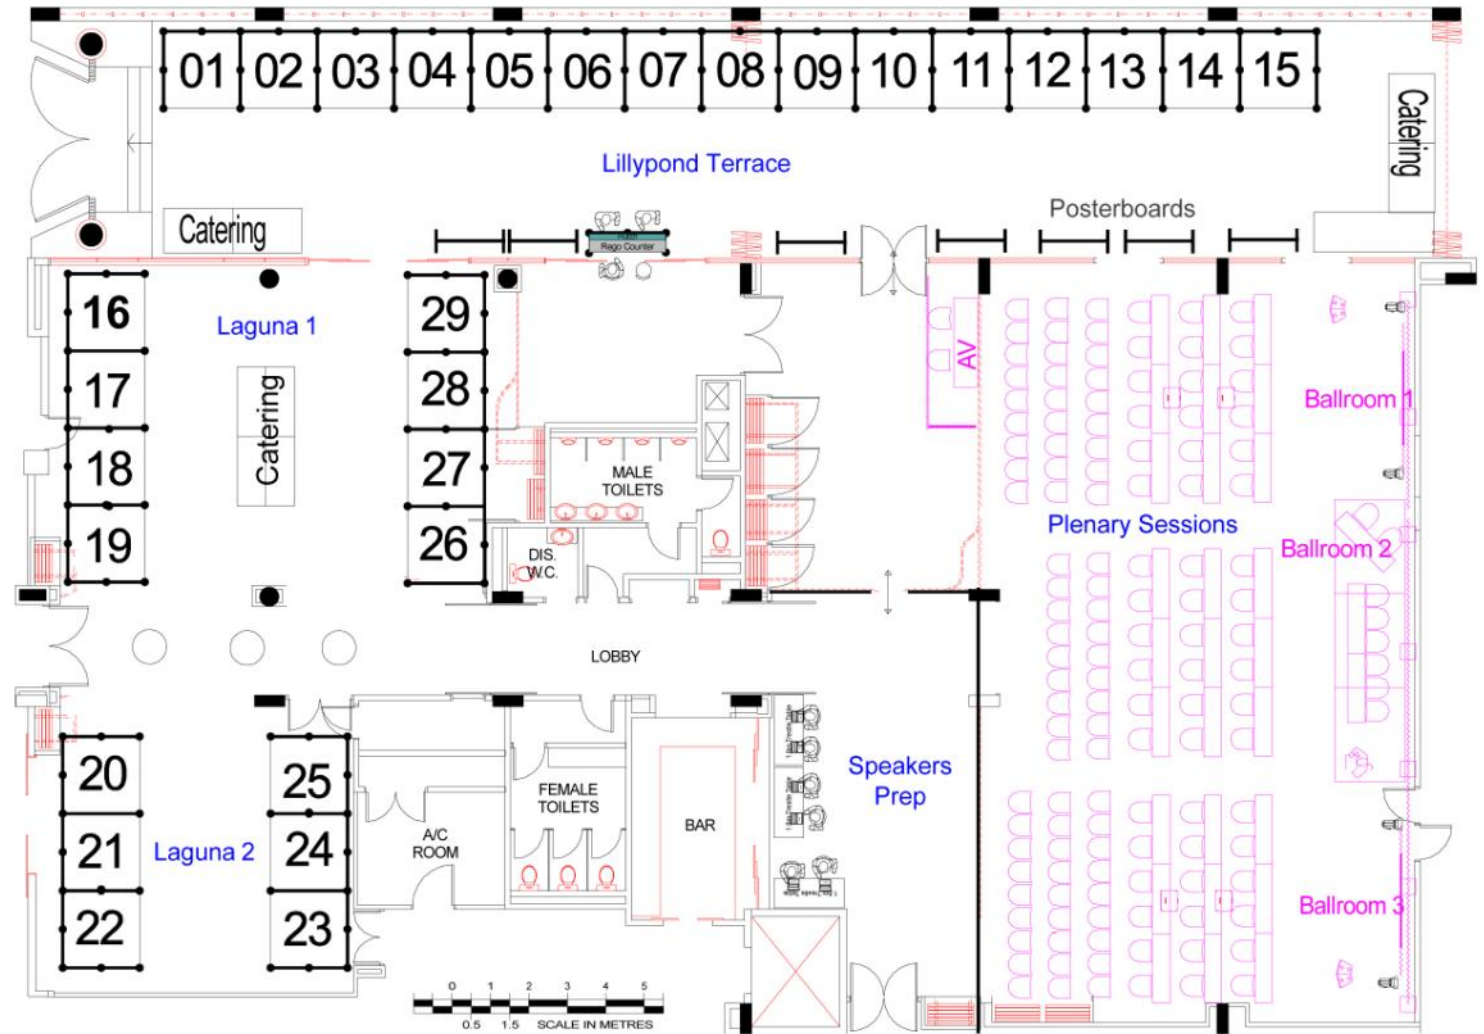 01 02 03 04 05 06 07 08 09 10 11 12 13 14 15
Catering
Lillypond Terrace
Catering
Rego Counter
Posterboards
16
17
18
19
Laguna 1
Catering
29
28
27
26
MALE
TOILETS
DIS.
W.C.
AV
Plenary Sessions
Ballroom 1
Ballroom 2
Ballroom 3
LOBBY
20
21
22
Laguna 2
25
24
23
A/C
ROOM
FEMALE
TOILETS
BAR
Speakers
Prep
0 1 2 3 4 5
0.5 1.5 SCALE IN METRES